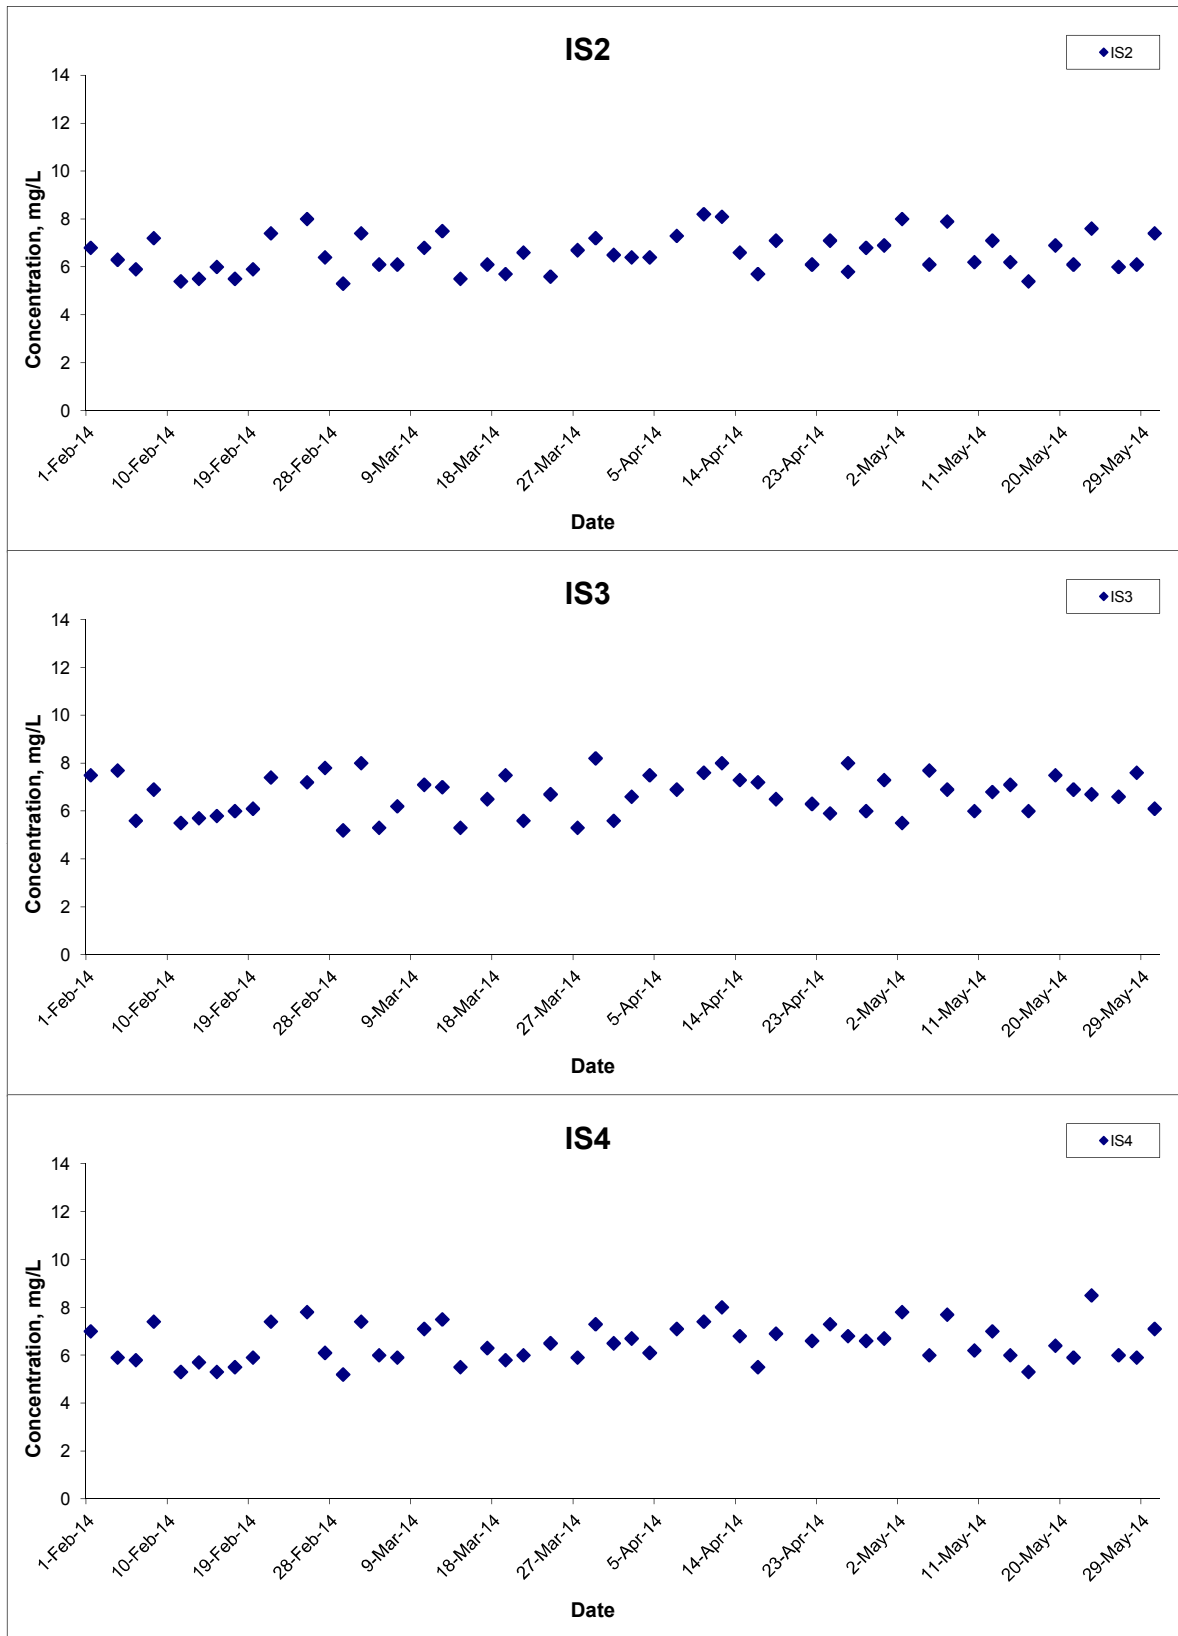 IS2
IS2
14
12
10
8
6
4
2
0
Concentration, mg/L
1-Feb-14
10-Feb-14
19-Feb-14
28-Feb-14
9-Mar-14
18-Mar-14
27-Mar-14
5-Apr-14
14-Apr-14
23-Apr-14
2-May-14
11-May-14
20-May-14
29-May-14
Date
IS3
IS3
14
12
10
8
6
4
2
0
Concentration, mg/L
1-Feb-14
10-Feb-14
19-Feb-14
28-Feb-14
9-Mar-14
18-Mar-14
27-Mar-14
5-Apr-14
14-Apr-14
23-Apr-14
2-May-14
11-May-14
20-May-14
29-May-14
Date
IS4
IS4
14
12
10
8
6
4
2
0
Concentration, mg/L
1-Feb-14
10-Feb-14
19-Feb-14
28-Feb-14
9-Mar-14
18-Mar-14
27-Mar-14
5-Apr-14
14-Apr-14
23-Apr-14
2-May-14
11-May-14
20-May-14
29-May-14
Date